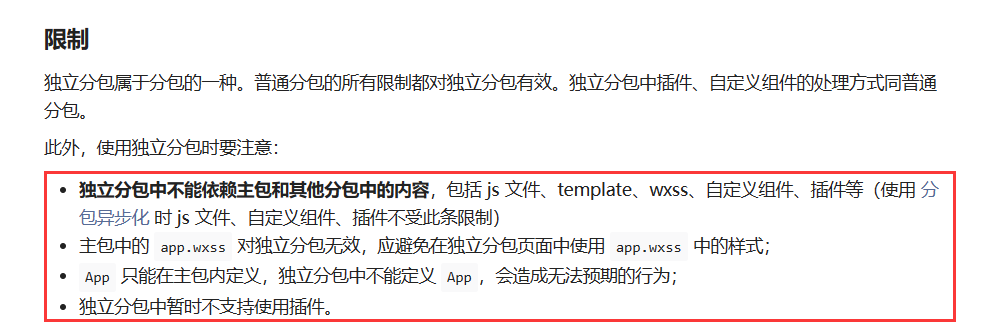 限制
独立分包属于分包的一种。普通分包的所有限制都对独立分包有效。独立分包中插件、自定义组件的处理方式同普通
分包。
此外，使用独立分包时要注意：
• 独立分包中不能依赖主包和其他分包中的内容，包括 js 文件、template、wxss、自定义组件、插件等（使用 分
包异步化 时 js 文件、自定义组件、插件不受此条限制）
• 主包中的 app.wxss 对独立分包无效，应避免在独立分包页面中使用 app.wxss 中的样式；
• App 只能在主包内定义，独立分包中不能定义 App，会造成无法预期的行为；
• 独立分包中暂时不支持使用插件。